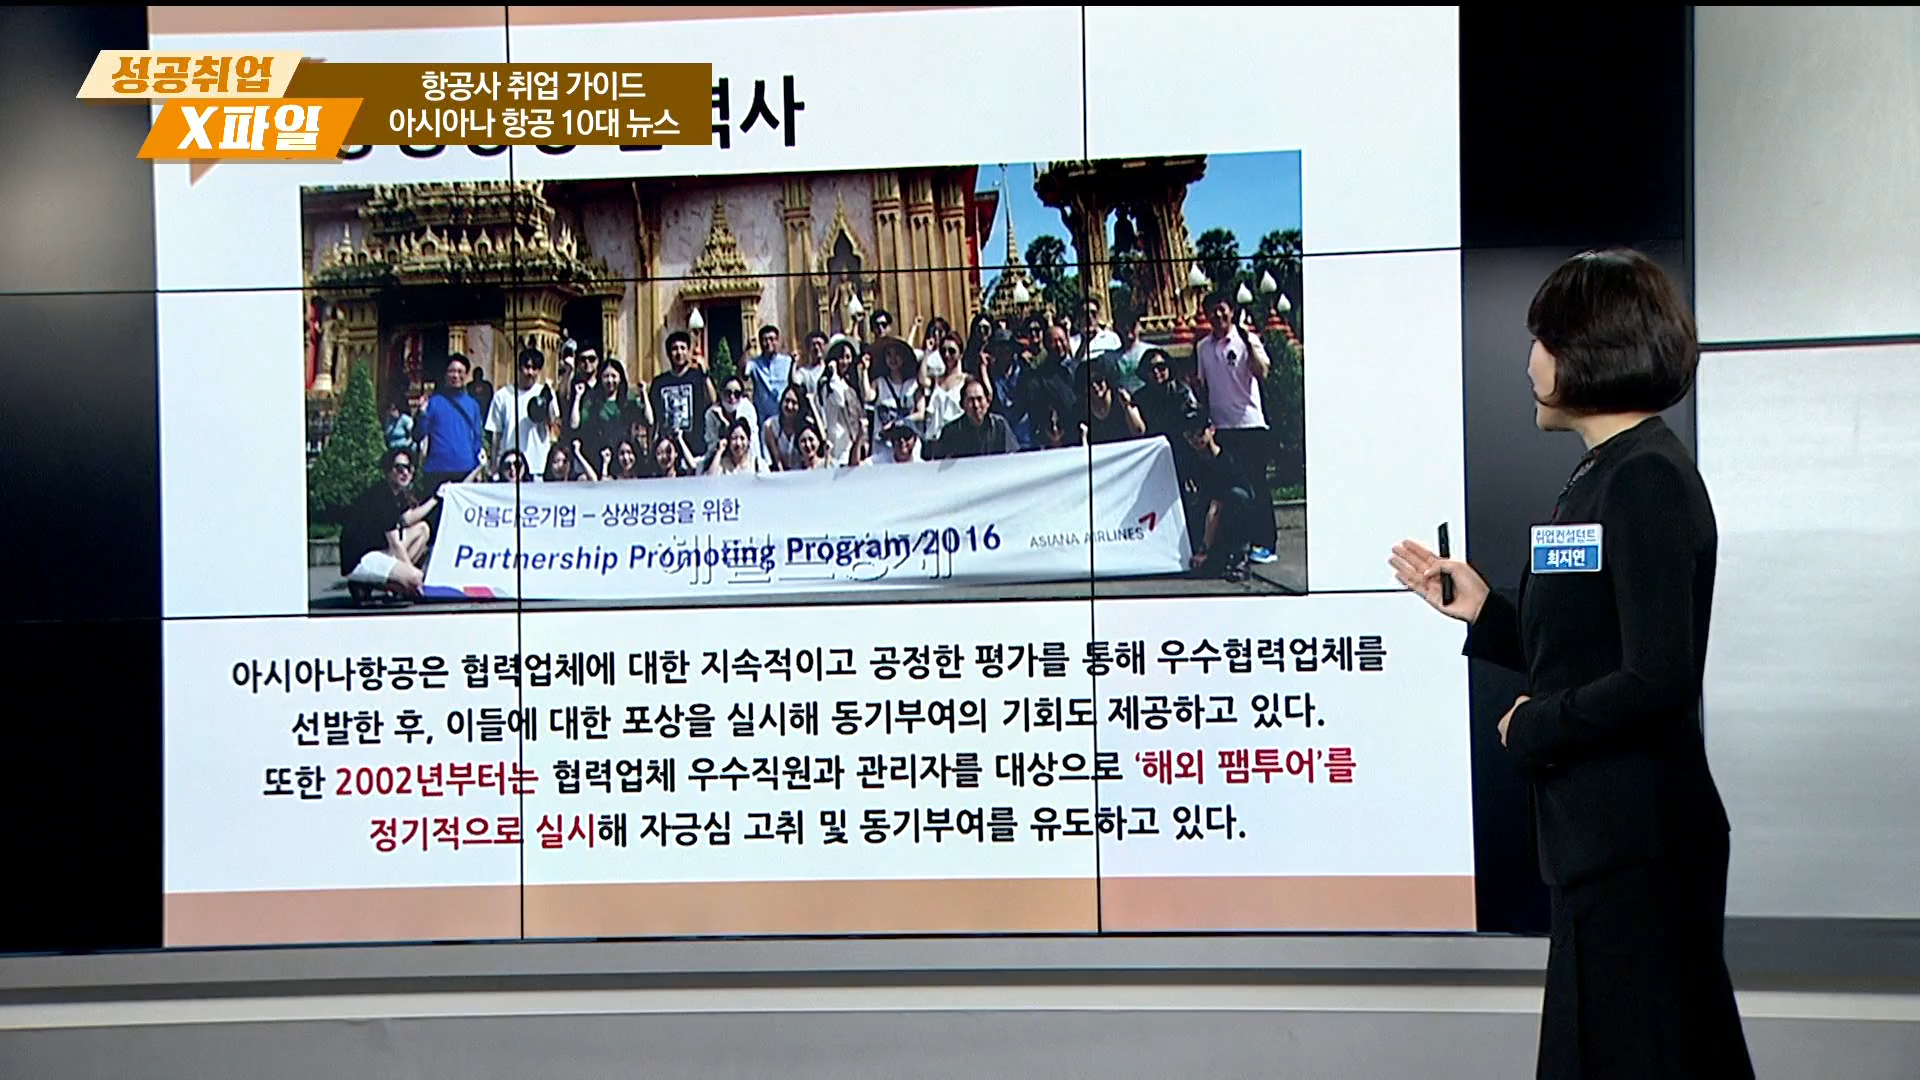 성공취업
X파일
항공사 취업 가이드
아시아나 항공 10대 뉴스
력사
아름다운기업 – 상생경영을 위한
Partnership Promoting Program 2016
ASIANA AIRLINES
취업컨설턴트
최지연
아시아나항공은 협력업체에 대한 지속적이고 공정한 평가를 통해 우수협력업체를
선발한 후, 이들에 대한 포상을 실시해 동기부여의 기회도 제공하고 있다.
또한 2002년부터는 협력업체 우수직원과 관리자를 대상으로 ‘해외 팸투어’를
정기적으로 실시해 자긍심 고취 및 동기부여를 유도하고 있다.